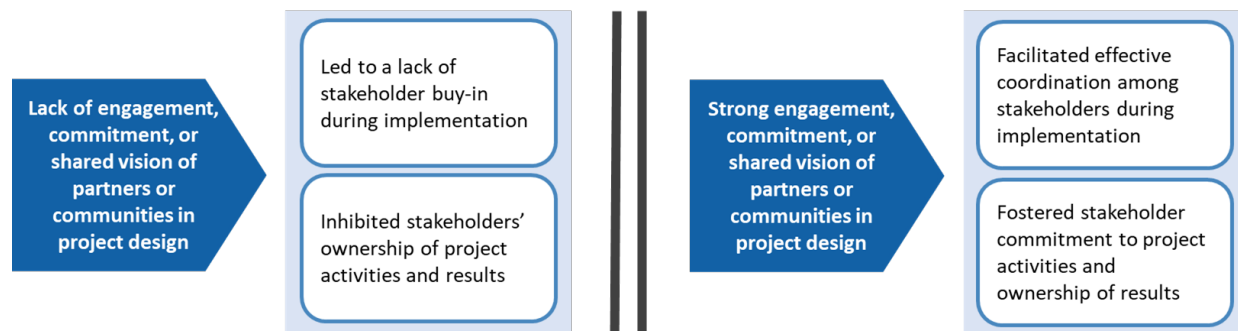 Lack of engagement,
commitment, or
shared vision of
partners or
communities in
project design
Led to a lack of
stakeholder buy-in
during implementation
Inhibited stakeholders’
ownership of project
activities and results
Strong engagement,
commitment, or
shared vision of
partners or
communities in
project design
Facilitated effective
coordination among
stakeholders during
implementation
Fostered stakeholder
commitment to project
activities and
ownership of results